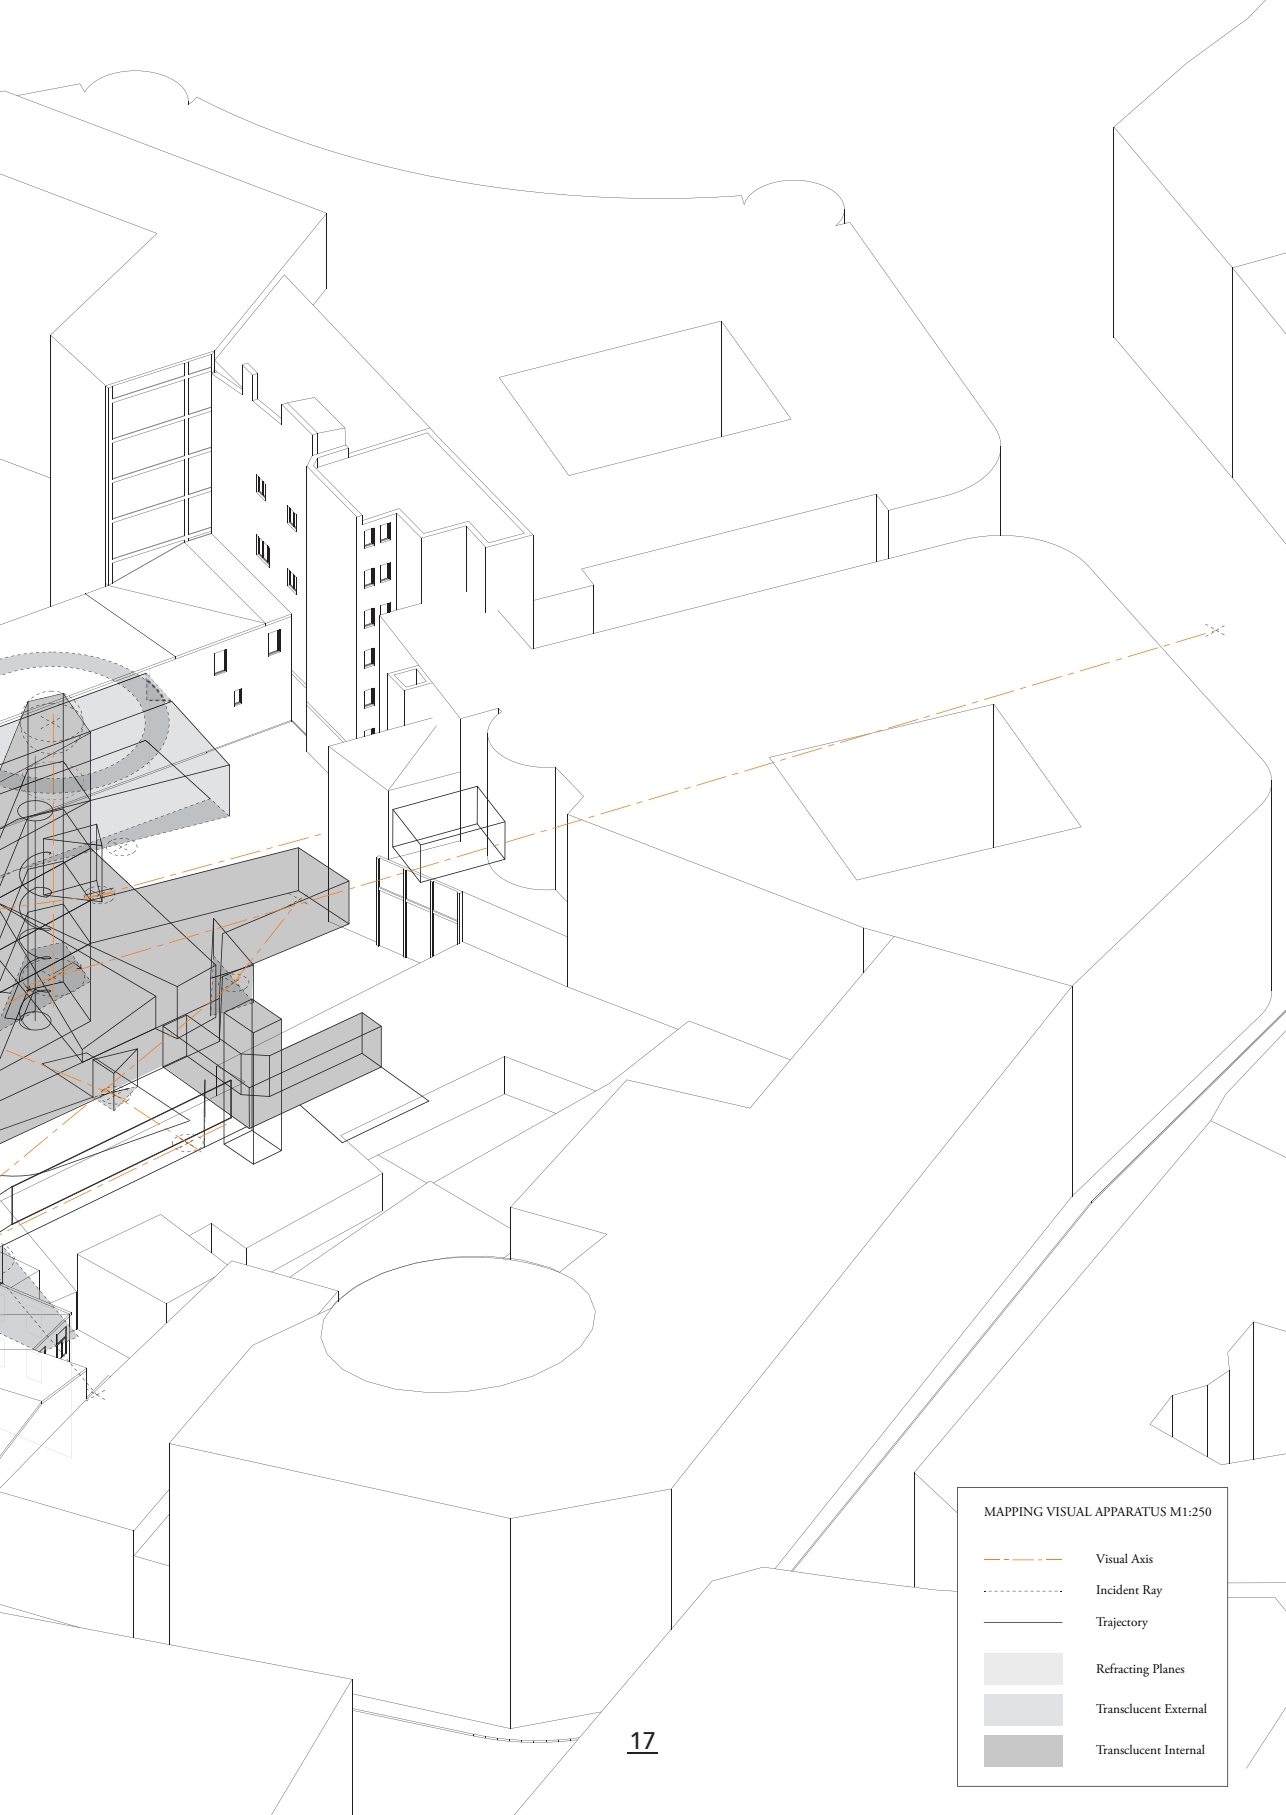 MAPPING VISUAL APPARATUS M1:250
Visual Axis
Incident Ray
Trajectory
Refracting Planes
Transclucent External
Transclucent Internal
17